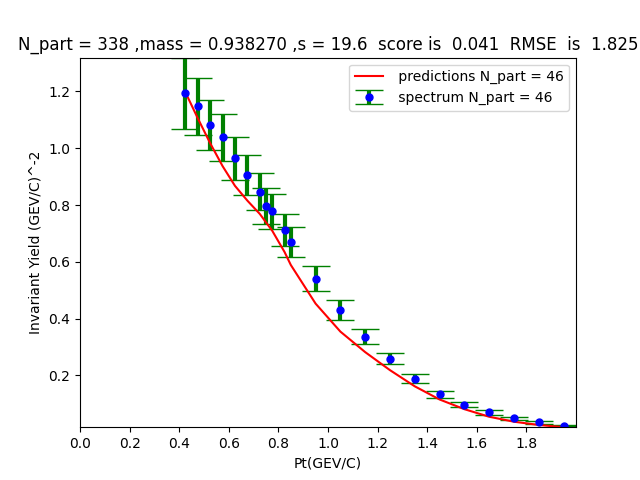 N_part = 338 ,mass = 0.938270 ,s = 19.6  score is  0.041  RMSE  is  1.825
predictions N_part = 46
spectrum N_part = 46
Invariant Yield (GEV/C)^-2
1.2
1.0
0.8
0.6
0.4
0.2
0.0 0.2 0.4 0.6 0.8 1.0 1.2 1.4 1.6 1.8
Pt(GEV/C)